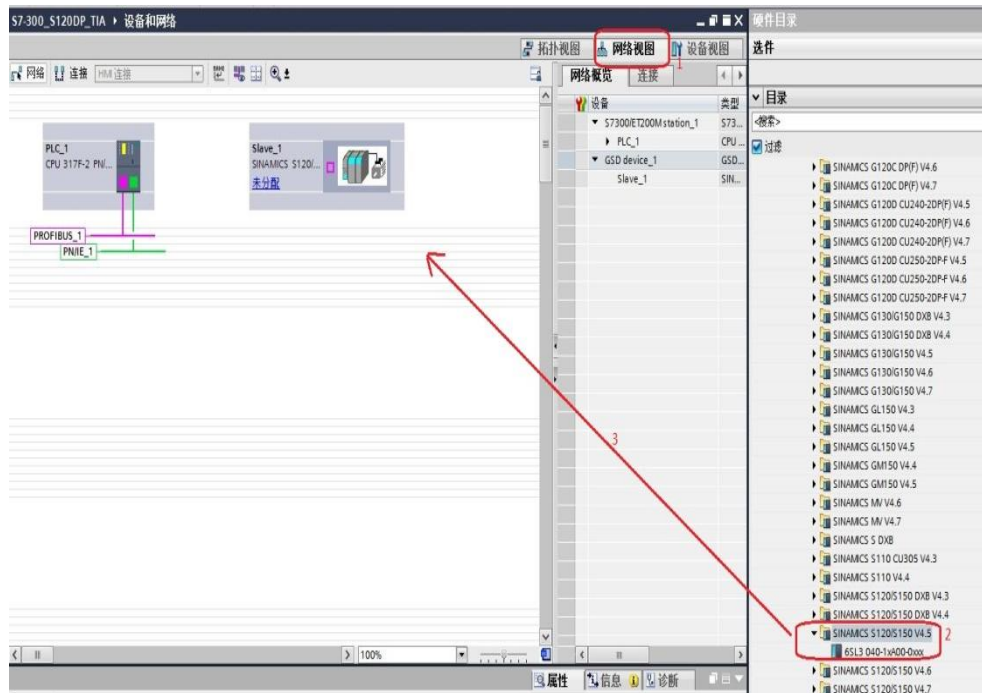 S7-300_S120DP_TIA ▸ 设备和网络
硬件目录
拓扑视图 网络视图 设备视图
1
选件
网络 连接 HMI连接
网络概览 连接
目录
设备 类型
<搜索>
过滤
S7300/ET200M station_1 S73...
PLC_1 CPU ...
GSD device_1 GSD...
Slave_1 SIN...
PLC_1
CPU 317F-2 PN/...
Slave_1
SINAMICS S120/...
未分配
PROFIBUS_1
PN/IE_1
SINAMICS G120C DP(F) V4.6
SINAMICS G120C DP(F) V4.7
SINAMICS G120D CU240-2DP(F) V4.5
SINAMICS G120D CU240-2DP(F) V4.6
SINAMICS G120D CU240-2DP(F) V4.7
SINAMICS G120D CU250-2DP-F V4.5
SINAMICS G120D CU250-2DP-F V4.6
SINAMICS G120D CU250-2DP-F V4.7
SINAMICS G130/G150 DXB V4.3
SINAMICS G130/G150 DXB V4.4
SINAMICS G130/G150 V4.5
SINAMICS G130/G150 V4.6
SINAMICS G130/G150 V4.7
SINAMICS GL150 V4.3
SINAMICS GL150 V4.4
SINAMICS GL150 V4.5
SINAMICS GM150 V4.4
SINAMICS GM150 V4.5
SINAMICS MV V4.6
SINAMICS MV V4.7
SINAMICS S DXB
SINAMICS S110 CU305 V4.3
SINAMICS S110 V4.4
SINAMICS S120/S150 DXB V4.3
SINAMICS S120/S150 DXB V4.4
SINAMICS S120/S150 V4.5
2
6SL3 040-1xA00-0xxx
SINAMICS S120/S150 V4.6
SINAMICS S120/S150 V4.7
3
100%
属性 信息 诊断